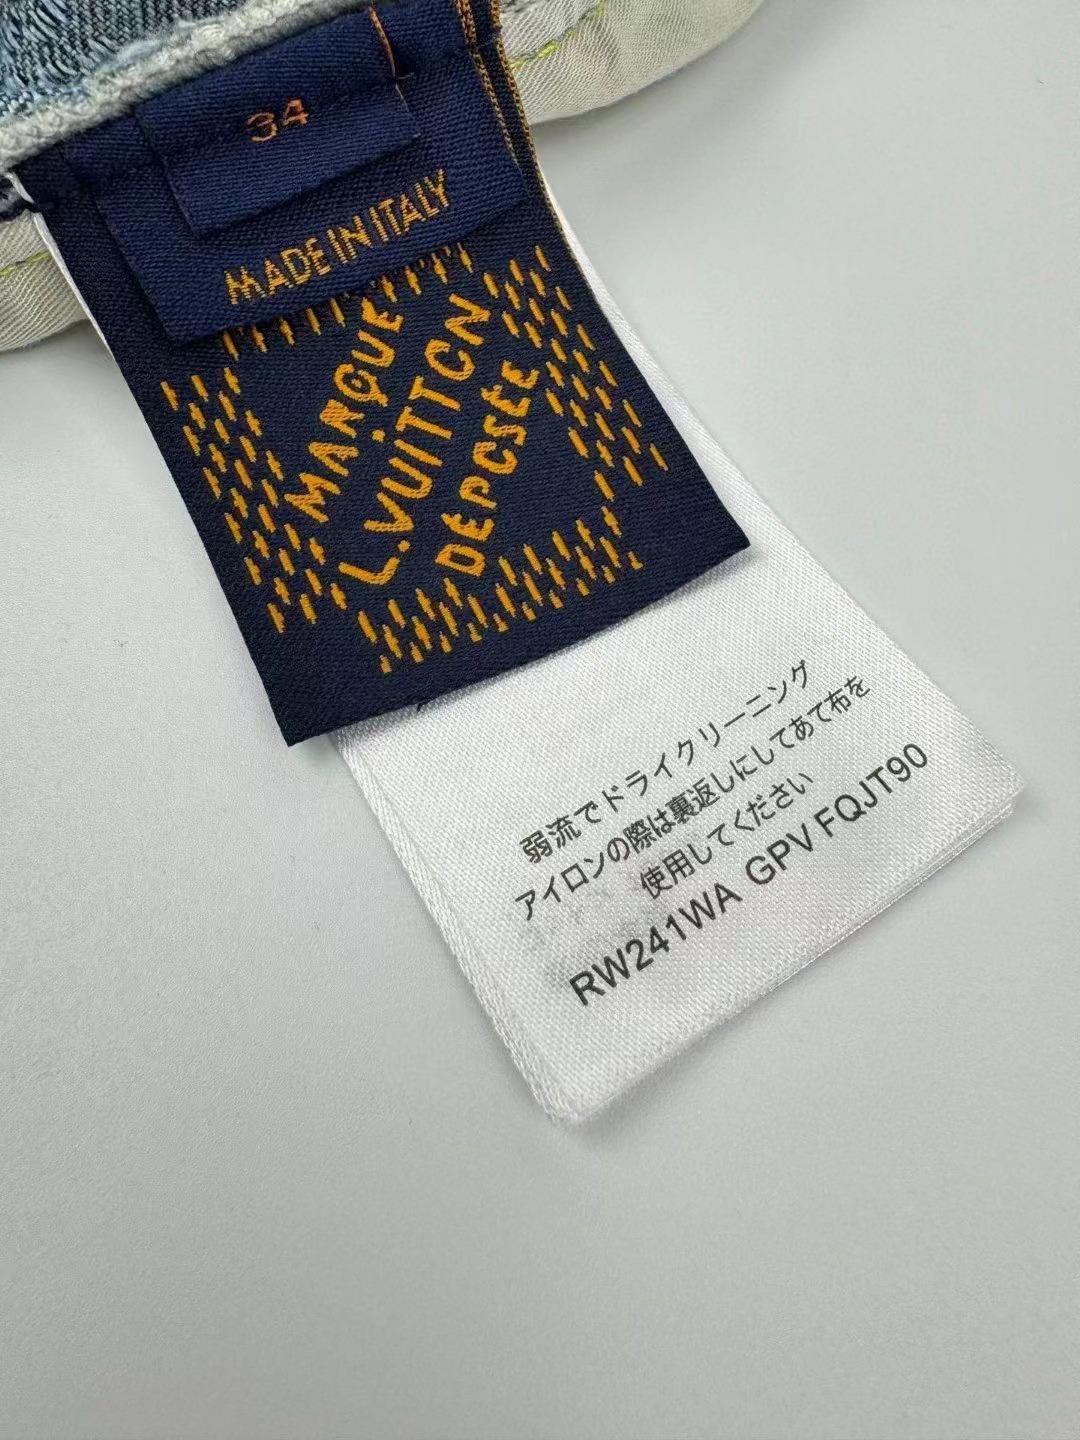 34
MADE IN ITALY
MARQUE
L.VUiTTCN
DEPCSEE
弱流でドライクリーニング
アイロンの際は裏返しにしてあて布を
使用してください
RW241WA GPV FQJT90